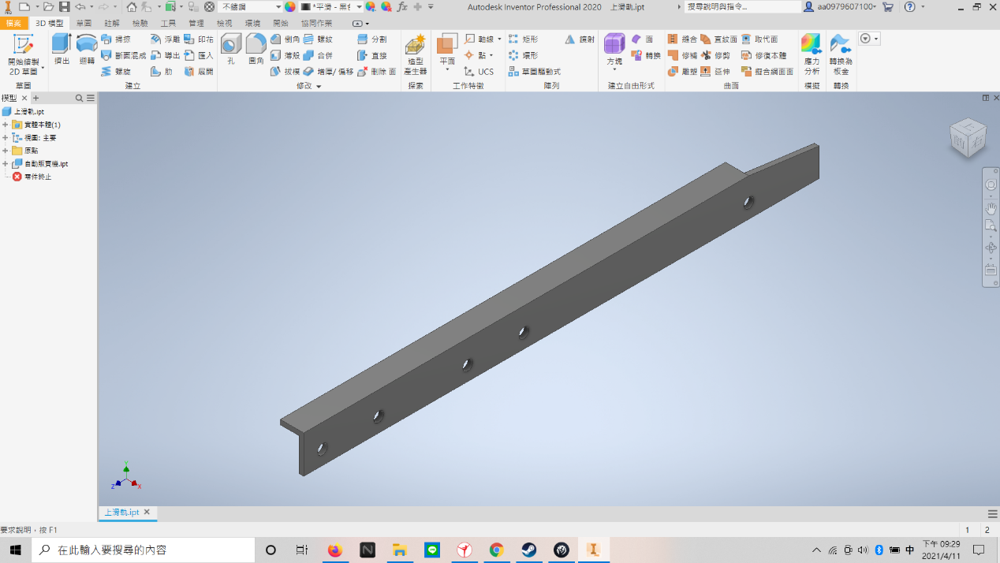 不鏽鋼 *平滑 - 黑色 Autodesk Inventor Professional 2020 上滑軌.ipt 搜尋說明與指令... aa0979607100
檔案 3D 模型 草圖 註解 檢驗 工具 管理 檢視 環境 開始 協同作業
開始繪製 2D 草圖 擠出 迴轉 掃掠 浮雕 印花 孔 圓角 倒角 螺紋 分割 造型產生器 平面 動線 矩形 鏡射 方塊 面 縫合 直紋面 取代面 應力分析 轉換為鈑金
斷面混成 導出 匯入 薄殼 合併 直接 點 環形 轉換 修補 修剪 修復本體
螺旋 肋 展開 拔模 增厚/ 偏移 刪除 面 UCS 草圖驅動式 雕塑 延伸 擬合網面面
草圖 建立 修改 探索 工作特徵 陣列 建立自由形式 曲面 模擬 轉換
模型
上滑軌.ipt
實體本體(1)
視圖: 主要
原點
自動販賣機.ipt
零件終止
前 上 右
Y
Z X
上滑軌.ipt
要求說明，按 F1 1 2
在此輸入要搜尋的內容 中 下午 09:29
2021/4/11